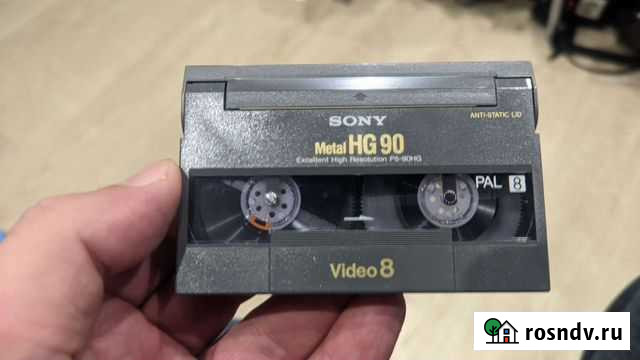 SONY
ANTI-STATIC LID
Metal HG 90
Excellent High Resolution P5-90HG
PAL 8
Video 8
rosndv.ru